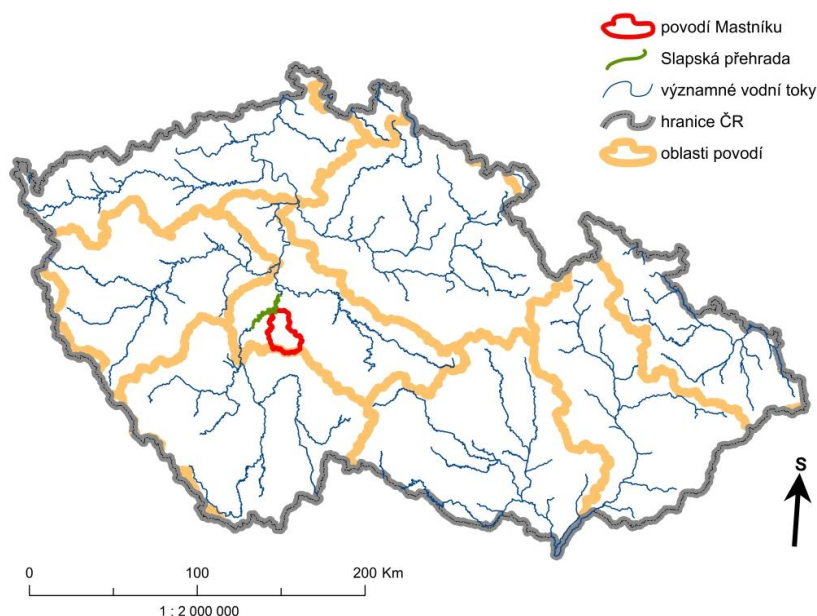 povodí Mastníku
Slapská přehrada
významné vodní toky
hranice ČR
oblasti povodí
S
0 100 200 Km
1 : 2 000 000